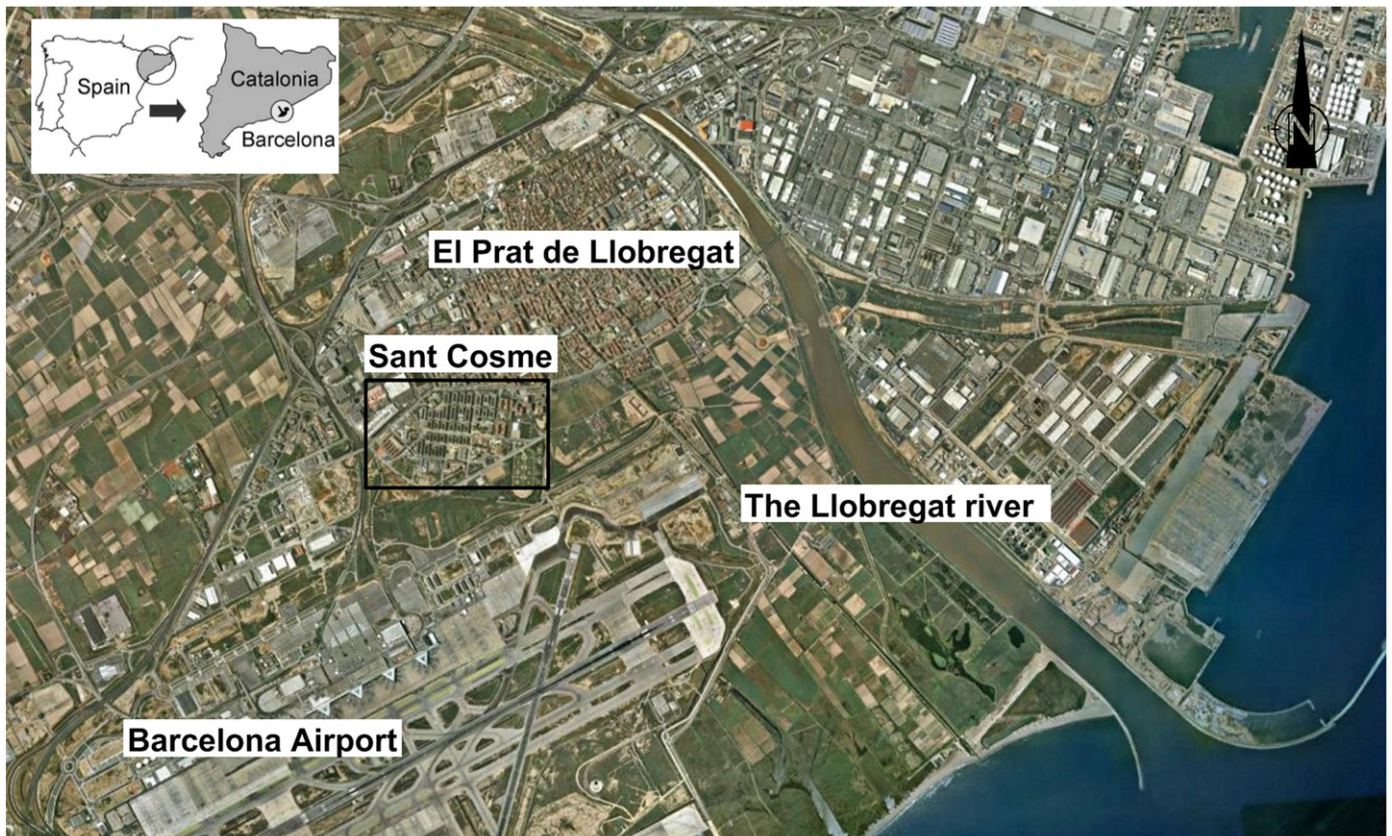 Spain
Catalonia
Barcelona
N
El Prat de Llobregat
Sant Cosme
The Llobregat river
Barcelona Airport